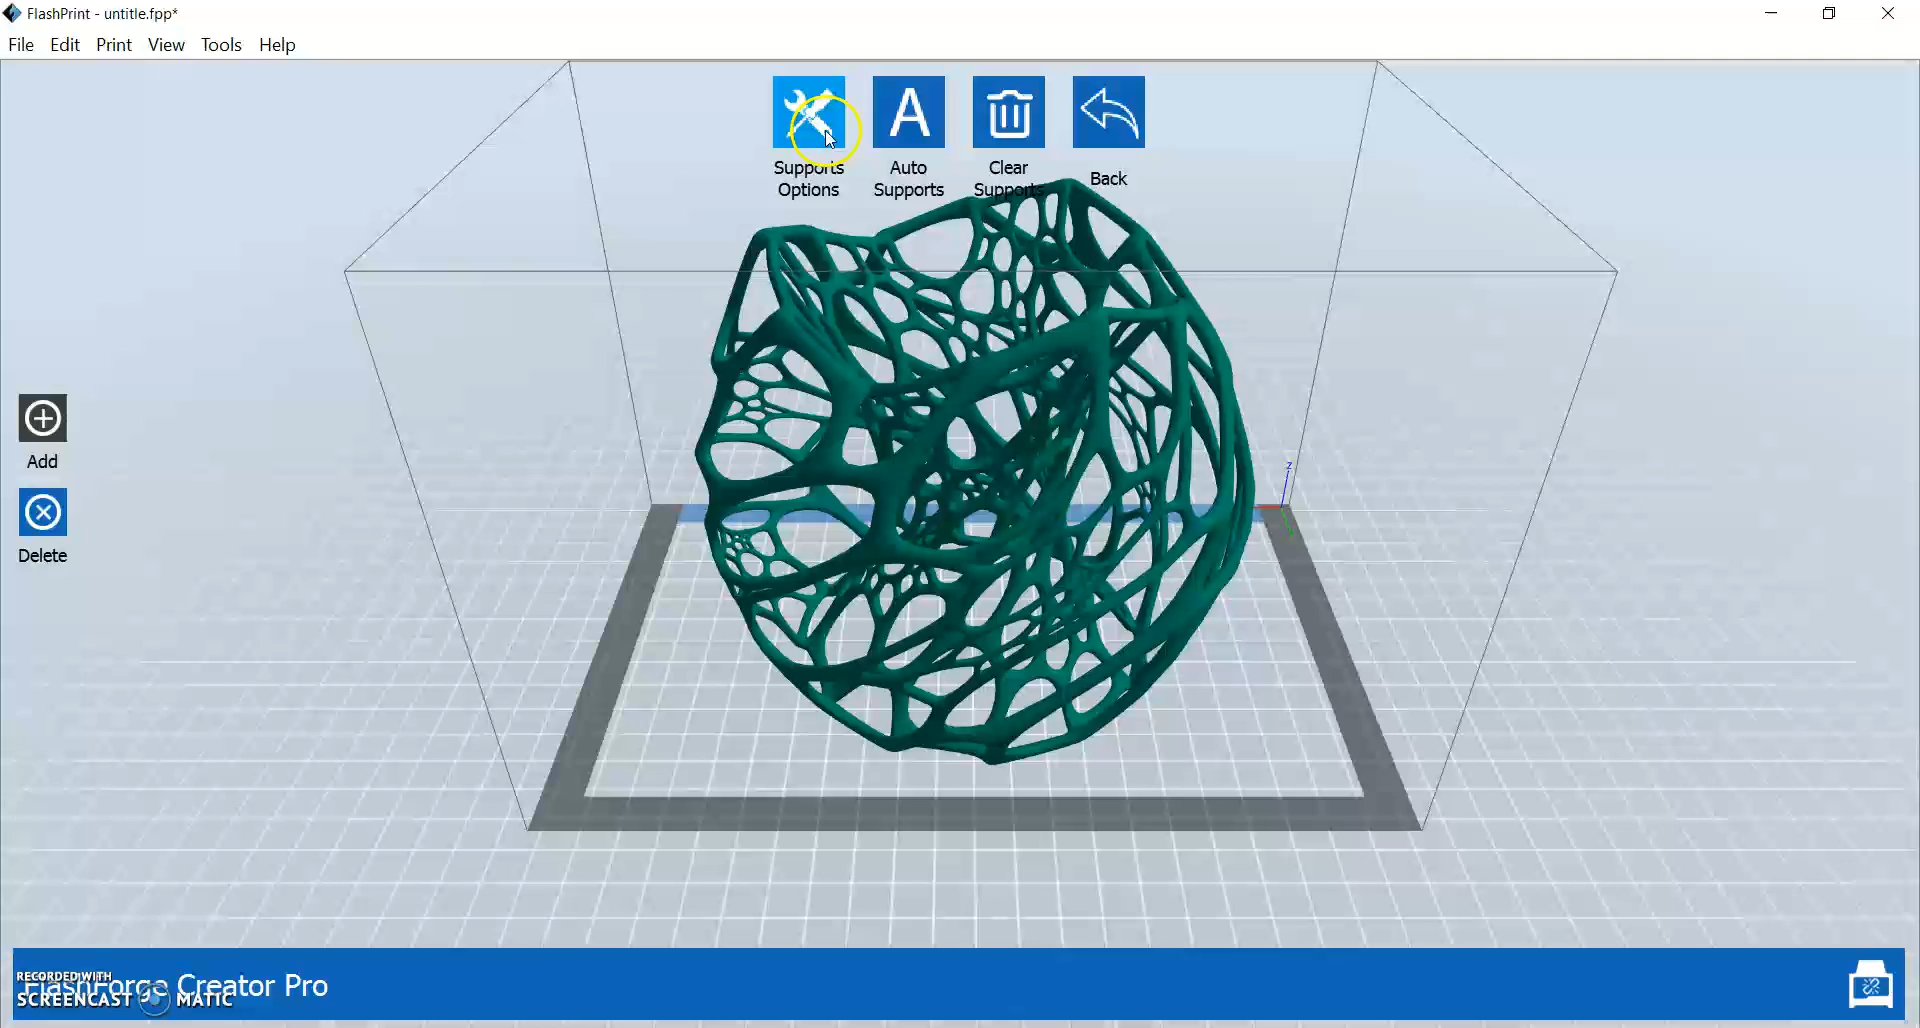 FlashPrint - untitle.fpp*
File Edit Print View Tools Help
Supports
Options
Auto
Supports
Clear
Supports
Back
Add
Delete
z
FlashForge Creator Pro
RECORDED WITH
SCREENCAST MATIC